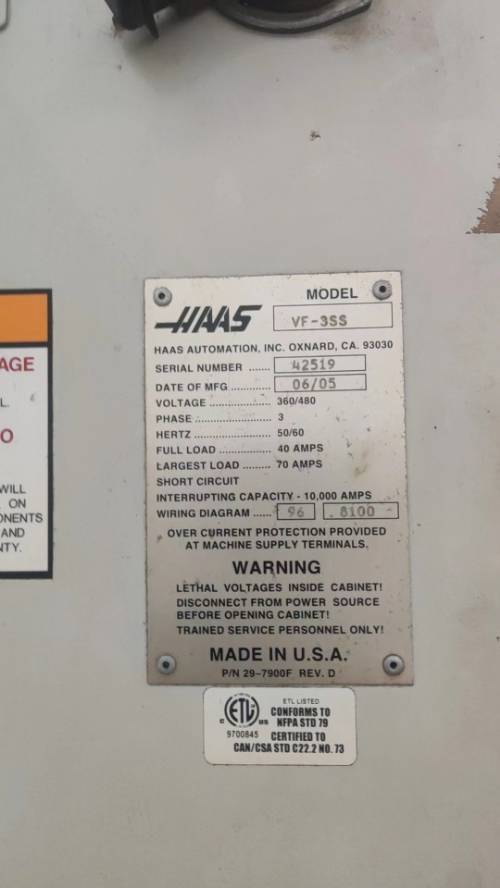 AGE
L.
O
WILL
ON
ONENTS
AND
NTY.
HAAS
MODEL
VF-3SS
HAAS AUTOMATION, INC. OXNARD, CA. 93030
SERIAL NUMBER ...... 42519
DATE OF MFG ........... 06/05
VOLTAGE ................. 360/480
PHASE ..................... 3
HERTZ ..................... 50/60
FULL LOAD ............... 40 AMPS
LARGEST LOAD ........ 70 AMPS
SHORT CIRCUIT
INTERRUPTING CAPACITY - 10,000 AMPS
WIRING DIAGRAM ..... 96 8100
OVER CURRENT PROTECTION PROVIDED
AT MACHINE SUPPLY TERMINALS.
WARNING
LETHAL VOLTAGES INSIDE CABINET!
DISCONNECT FROM POWER SOURCE
BEFORE OPENING CABINET!
TRAINED SERVICE PERSONNEL ONLY!
MADE IN U.S.A.
P/N 29-7900F REV. D
ETL LISTED
C ETL US CONFORMS TO
NFPA STD 79
9700845 CERTIFIED TO
CAN/CSA STD C22.2 NO. 73